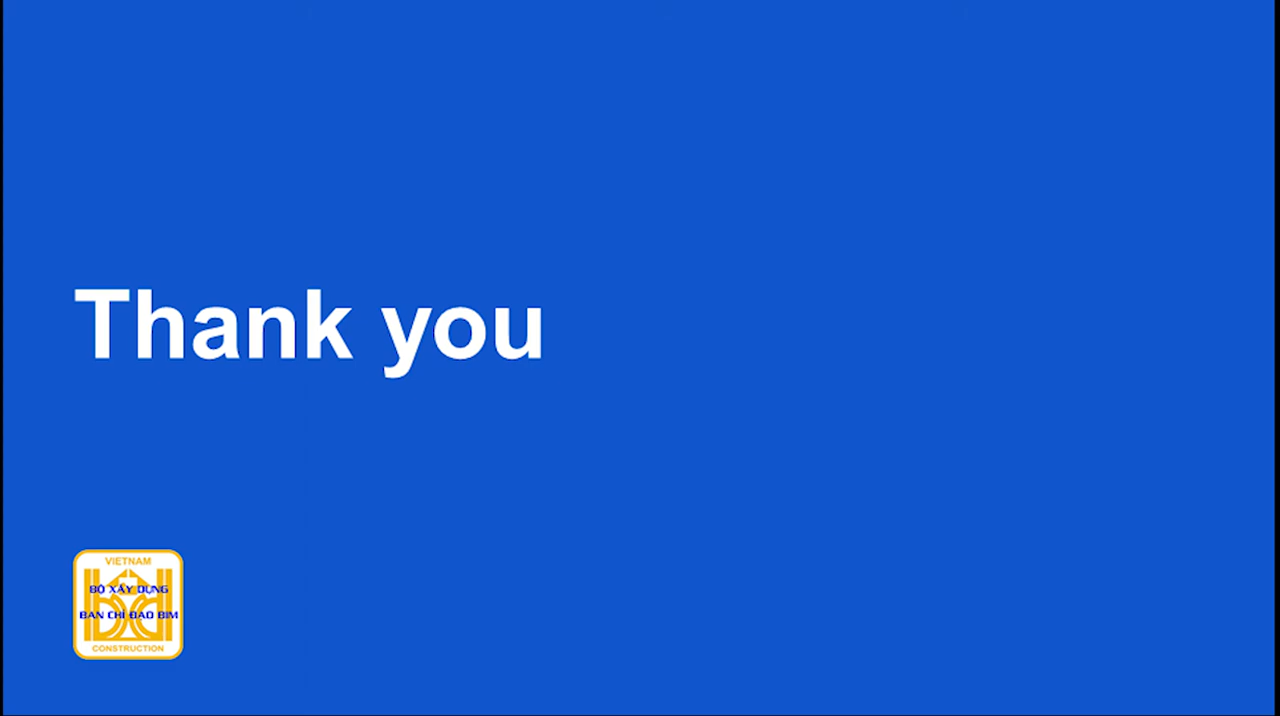 Thank you
VIETNAM
BỘ XÂY DỰNG
BAN CHỈ ĐẠO BIM
CONSTRUCTION